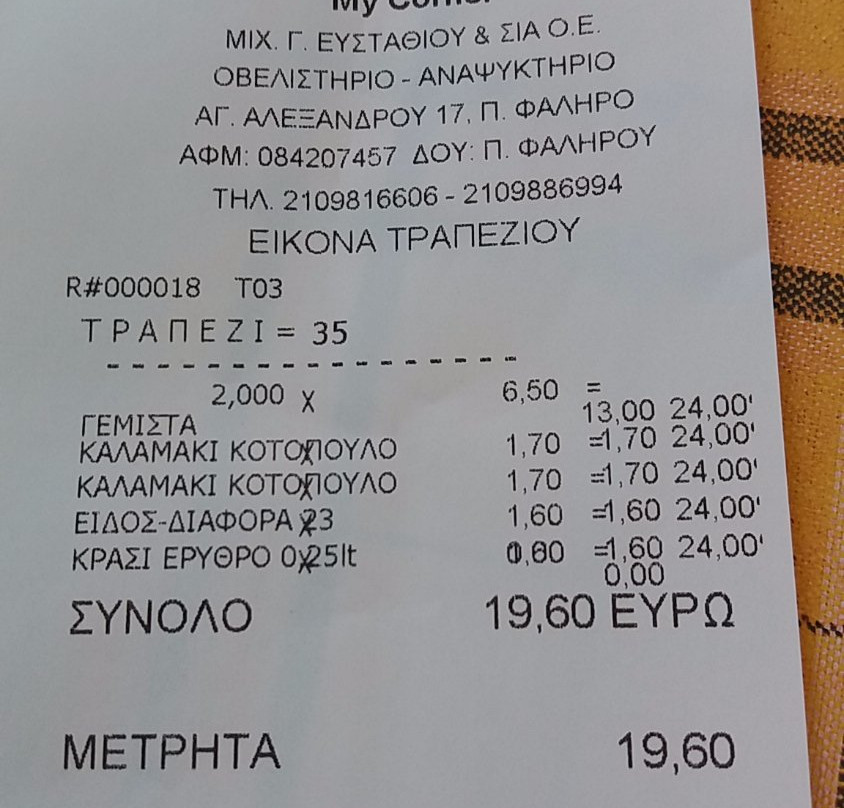 My Corner
ΜΙΧ. Γ. ΕΥΣΤΑΘΙΟΥ & ΣΙΑ Ο.Ε.
ΟΒΕΛΙΣΤΗΡΙΟ - ΑΝΑΨΥΚΤΗΡΙΟ
ΑΓ. ΑΛΕΞΑΝΔΡΟΥ 17, Π. ΦΑΛΗΡΟ
ΑΦΜ: 084207457 ΔΟΥ: Π. ΦΑΛΗΡΟΥ
ΤΗΛ. 2109816606 - 2109886994
ΕΙΚΟΝΑ ΤΡΑΠΕΖΙΟΥ
R#000018 T03
ΤΡΑΠΕΖΙ = 35
2,000 X 6,50 =
ΓΕΜΙΣΤΑ 13,00 24,00'
ΚΑΛΑΜΑΚΙ ΚΟΤΟΠΟΥΛΟ 1,70 =1,70 24,00'
ΚΑΛΑΜΑΚΙ ΚΟΤΟΠΟΥΛΟ 1,70 =1,70 24,00'
ΕΙΔΟΣ-ΔΙΑΦΟΡΑ 23 1,60 =1,60 24,00'
ΚΡΑΣΙ ΕΡΥΘΡΟ 0,25lt =1,60 24,00'
0,00
ΣΥΝΟΛΟ 19,60 ΕΥΡΩ
ΜΕΤΡΗΤΑ 19,60